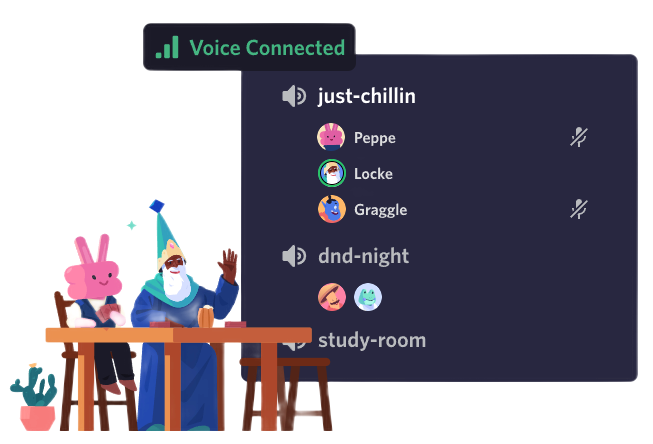 Voice Connected
just-chillin
Peppe
Locke
Graggle
dnd-night
study-room